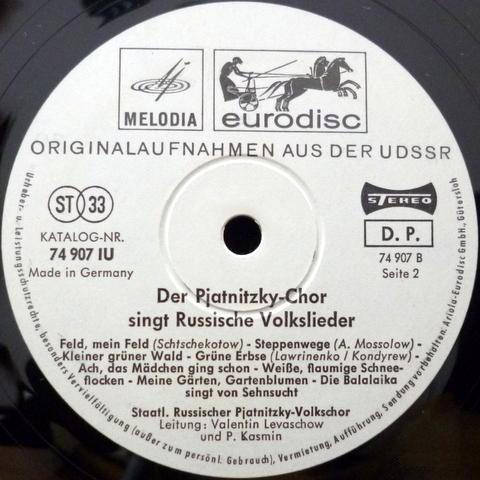 MELODIA eurodisc
ORIGINALAUFNAHMEN AUS DER UDSSR
ST 33
STEREO
KATALOG-NR.
74 907 IU
Made in Germany
D. P.
74 907 B
Seite 2
Der Pjatnitzky-Chor
singt Russische Volkslieder
Feld, mein Feld (Schtschekotow) - Steppenwege (A. Mossolow) -
Kleiner grüner Wald - Grüne Erbse (Lawrinenko / Kondyrew) -
Ach, das Mädchen ging schon - Weiße, flaumige Schnee-
flocken - Meine Gärten, Gartenblumen - Die Balalaika
singt von Sehnsucht
Staatl. Russischer Pjatnitzky-Volkschor
Leitung: Valentin Levaschow
und P. Kasmin
Urheber- u. Leistungsschutzrechte, besonders Vervielfältigung (außer zum persönl. Gebrauch), Vermietung, Aufführung, Sendung vorbehalten. Ariola-Eurodisc GmbH., Gütersloh